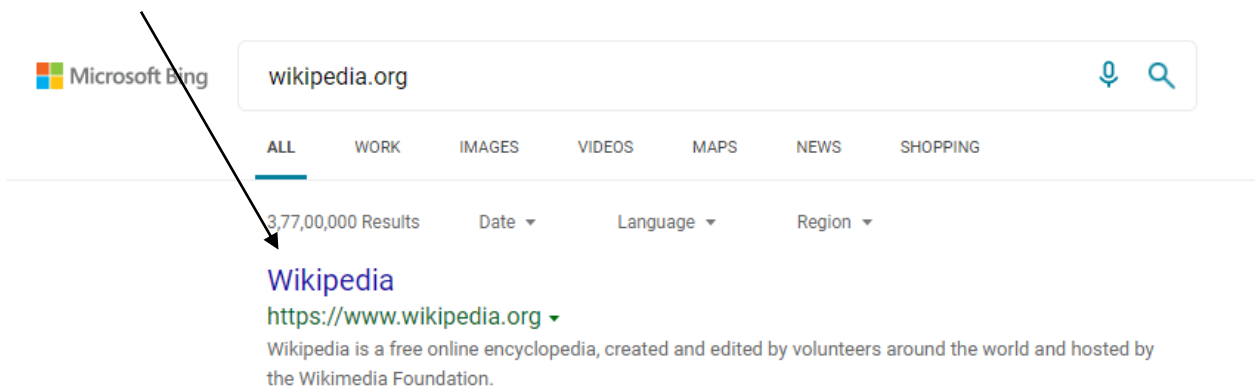 Microsoft Bing wikipedia.org
ALL WORK IMAGES VIDEOS MAPS NEWS SHOPPING
3,77,00,000 Results Date Language Region
Wikipedia
https://www.wikipedia.org
Wikipedia is a free online encyclopedia, created and edited by volunteers around the world and hosted by
the Wikimedia Foundation.